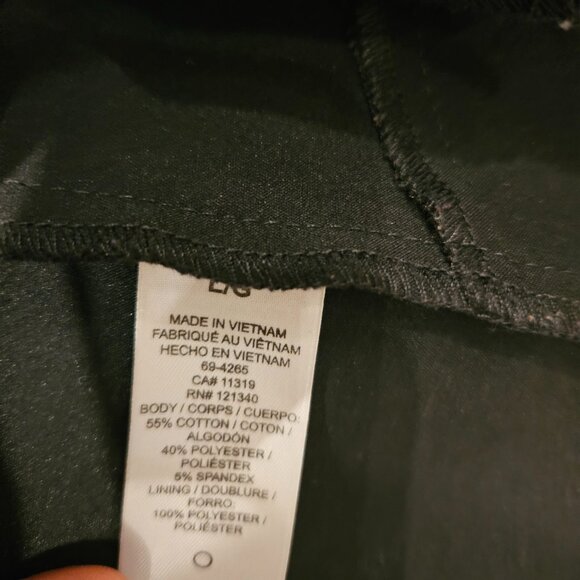 L/G
MADE IN VIETNAM
FABRIQUÉ AU VIÊTNAM
HECHO EN VIETNAM
69-4265
CA# 11319
RN# 121340
BODY / CORPS / CUERPO:
55% COTTON / COTON /
ALGODÓN
40% POLYESTER /
POLIÉSTER
5% SPANDEX
LINING / DOUBLURE /
FORRO:
100% POLYESTER /
POLIÉSTER